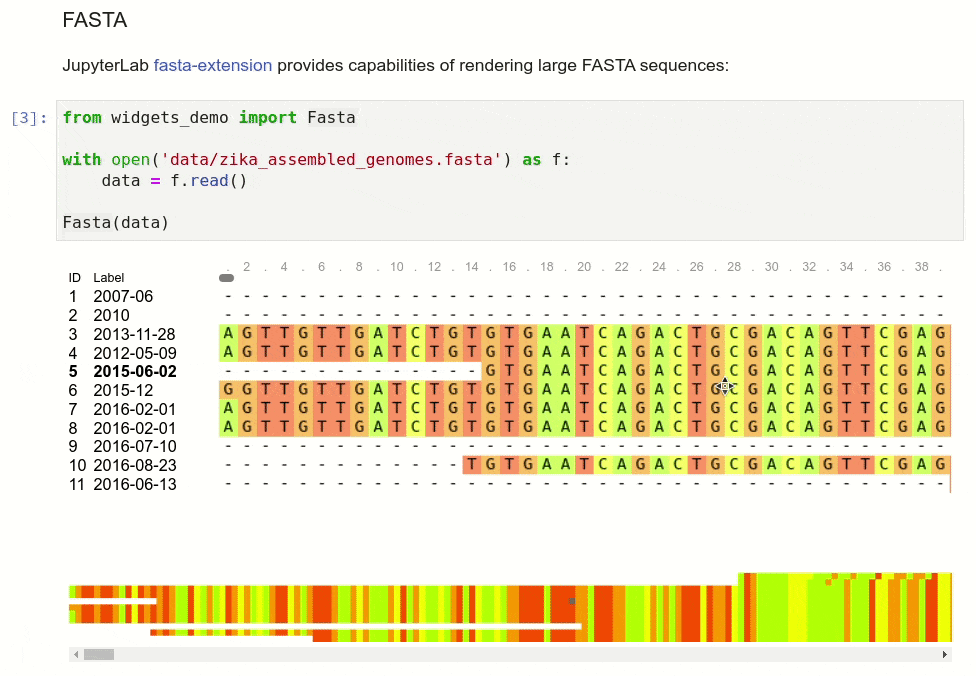 FASTA
JupyterLab fasta-extension provides capabilities of rendering large FASTA sequences:
[3]: from widgets_demo import Fasta
with open('data/zika_assembled_genomes.fasta') as f:
    data = f.read()
Fasta(data)
. 2 . 4 . 6 . 8 . 10 . 12 . 14 . 16 . 18 . 20 . 22 . 24 . 26 . 28 . 30 . 32 . 34 . 36 . 38 .
ID Label
1 2007-06 - - - - - - - - - - - - - - - - - - - - - - - - - - - - - - - - - - - - - - -
2 2010 - - - - - - - - - - - - - - - - - - - - - - - - - - - - - - - - - - - - - - -
3 2013-11-28 A G T T G T T G A T C T G T G T G A A T C A G A C T G C G A C A G T T C G A G
4 2012-05-09 A G T T G T T G A T C T G T G T G A A T C A G A C T G C G A C A G T T C G A G
5 2015-06-02 - - - - - - - - - - - - - - G T G A A T C A G A C T G C G A C A G T T C G A G
6 2015-12 G G T T G T T G A T C T G T G T G A A T C A G A C T G C G A C A G T T C G A G
7 2016-02-01 A G T T G T T G A T C T G T G T G A A T C A G A C T G C G A C A G T T C G A G
8 2016-02-01 A G T T G T T G A T C T G T G T G A A T C A G A C T G C G A C A G T T C G A G
9 2016-07-10 - - - - - - - - - - - - - - - - - - - - - - - - - - - - - - - - - - - - - - -
10 2016-08-23 - - - - - - - - - - - - - T G T G A A T C A G A C T G C G A C A G T T C G A G
11 2016-06-13 - - - - - - - - - - - - - - - - - - - - - - - - - - - - - - - - - - - - - - -